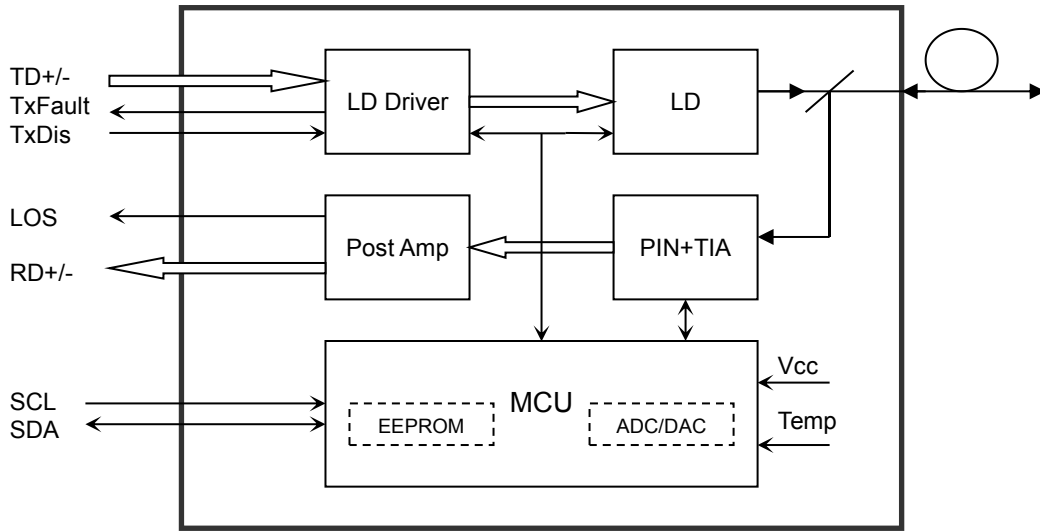 TD+/-
TxFault
TxDis
LD Driver
LD
LOS
RD+/-
Post Amp
PIN+TIA
SCL
SDA
MCU
EEPROM
ADC/DAC
Vcc
Temp